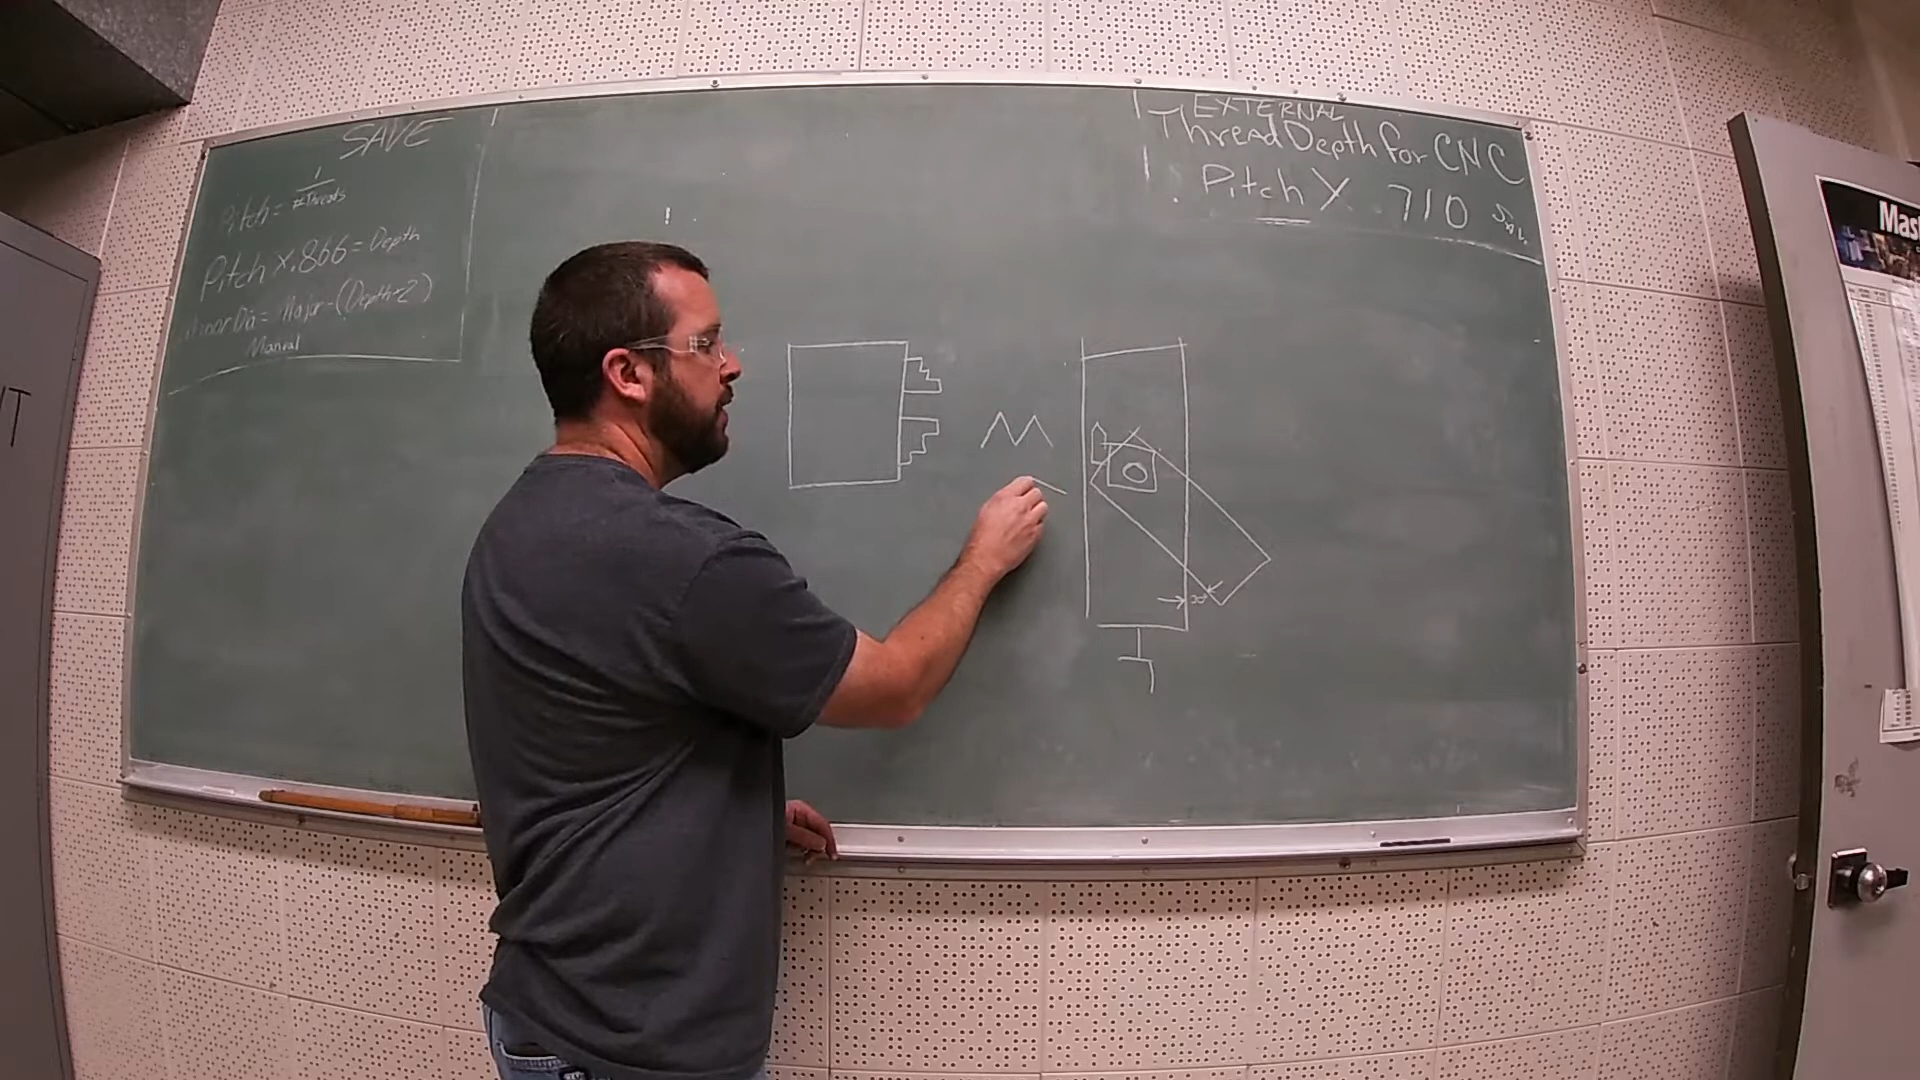 SAVE
Pitch = 1
#Threads
Pitch X .866 = Depth
Minor Dia = Major - (Depth*2)
Manual
EXTERNAL
Thread Depth for CNC
Pitch X .710
Mas
T